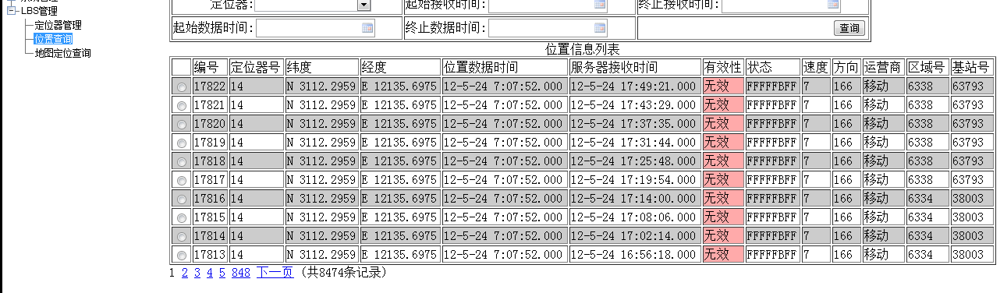 LBS管理
定位器管理
位置查询
地图定位查询
定位器: 起始接收时间: 终止接收时间:
起始数据时间: 终止数据时间: 查询
位置信息列表
编号 定位器号 纬度 经度 位置数据时间 服务器接收时间 有效性 状态 速度 方向 运营商 区域号 基站号
17822 14 N 3112.2959 E 12135.6975 12-5-24 7:07:52.000 12-5-24 17:49:21.000 无效 FFFFFBFF 7 166 移动 6338 63793
17821 14 N 3112.2959 E 12135.6975 12-5-24 7:07:52.000 12-5-24 17:43:29.000 无效 FFFFFBFF 7 166 移动 6338 63793
17820 14 N 3112.2959 E 12135.6975 12-5-24 7:07:52.000 12-5-24 17:37:35.000 无效 FFFFFBFF 7 166 移动 6338 63793
17819 14 N 3112.2959 E 12135.6975 12-5-24 7:07:52.000 12-5-24 17:31:44.000 无效 FFFFFBFF 7 166 移动 6338 63793
17818 14 N 3112.2959 E 12135.6975 12-5-24 7:07:52.000 12-5-24 17:25:48.000 无效 FFFFFBFF 7 166 移动 6338 63793
17817 14 N 3112.2959 E 12135.6975 12-5-24 7:07:52.000 12-5-24 17:19:54.000 无效 FFFFFBFF 7 166 移动 6338 63793
17816 14 N 3112.2959 E 12135.6975 12-5-24 7:07:52.000 12-5-24 17:14:00.000 无效 FFFFFBFF 7 166 移动 6334 38003
17815 14 N 3112.2959 E 12135.6975 12-5-24 7:07:52.000 12-5-24 17:08:06.000 无效 FFFFFBFF 7 166 移动 6334 38003
17814 14 N 3112.2959 E 12135.6975 12-5-24 7:07:52.000 12-5-24 17:02:14.000 无效 FFFFFBFF 7 166 移动 6334 38003
17813 14 N 3112.2959 E 12135.6975 12-5-24 7:07:52.000 12-5-24 16:56:18.000 无效 FFFFFBFF 7 166 移动 6334 38003
1 2 3 4 5 848 下一页 (共8474条记录)